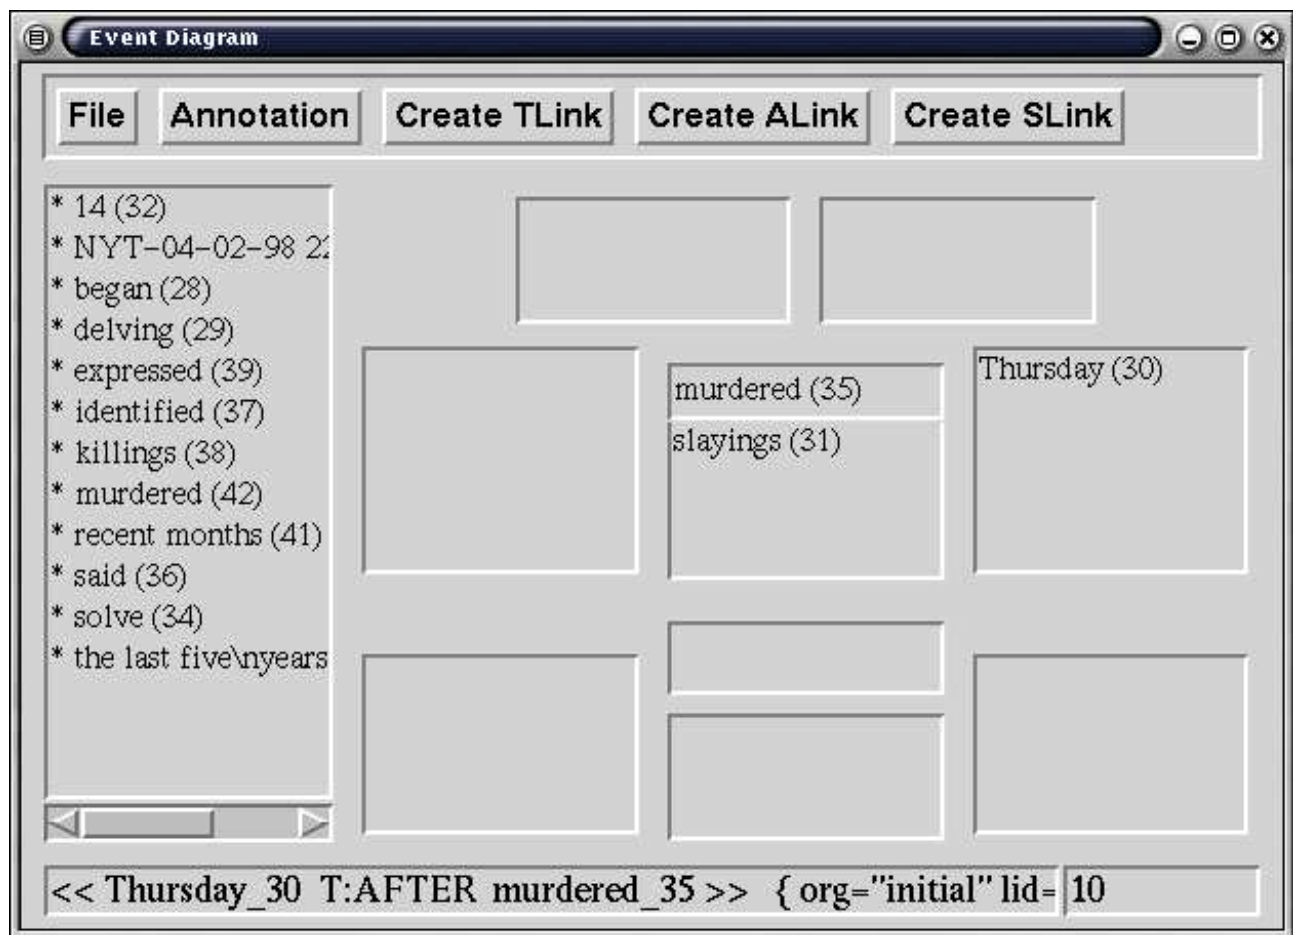 Event Diagram
File Annotation Create TLink Create ALink Create SLink
* 14 (32)
* NYT-04-02-98 22
* began (28)
* delving (29)
* expressed (39)
* identified (37)
* killings (38)
* murdered (42)
* recent months (41)
* said (36)
* solve (34)
* the last five\nyears
murdered (35)
slayings (31)
Thursday (30)
<< Thursday_30 T:AFTER murdered_35 >> { org="initial" lid= 10